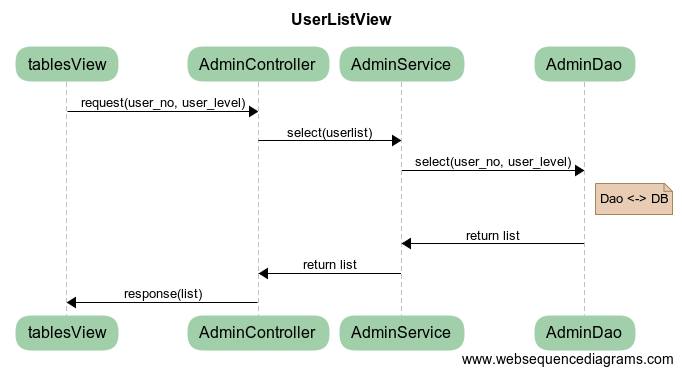 UserListView
tablesView
AdminController
AdminService
AdminDao
request(user_no, user_level)
select(userlist)
select(user_no, user_level)
Dao <-> DB
return list
return list
response(list)
tablesView
AdminController
AdminService
AdminDao
www.websequencediagrams.com